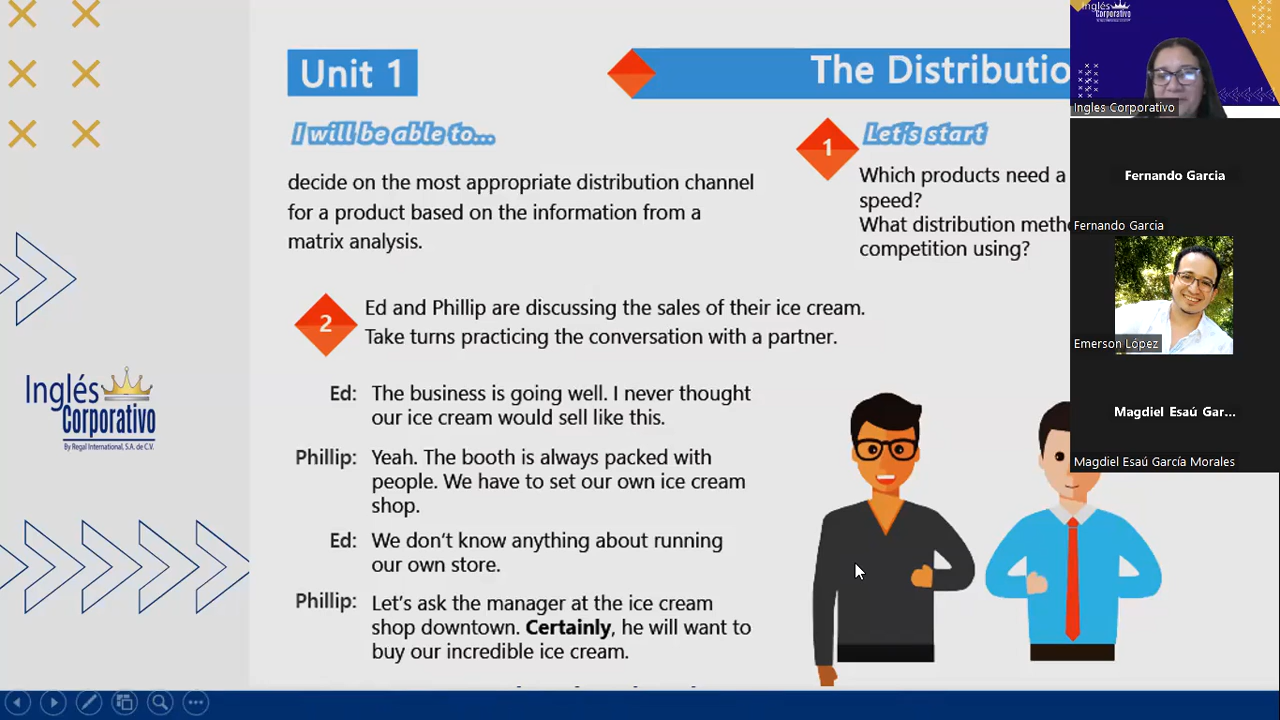 Unit 1
The Distributio
I will be able to...
decide on the most appropriate distribution channel
for a product based on the information from a
matrix analysis.
1
Let's start
Which products need a
speed?
What distribution meth
competition using?
2
Ed and Phillip are discussing the sales of their ice cream.
Take turns practicing the conversation with a partner.
Ed: The business is going well. I never thought
our ice cream would sell like this.
Phillip: Yeah. The booth is always packed with
people. We have to set our own ice cream
shop.
Ed: We don't know anything about running
our own store.
Phillip: Let's ask the manager at the ice cream
shop downtown. Certainly, he will want to
buy our incredible ice cream.
Inglés
Corporativo
By Regal International, S.A. de C.V.
Inglés
Corporativo
Ingles Corporativo
Fernando Garcia
Fernando Garcia
Emerson López
Magdiel Esaú Gar...
Magdiel Esaú García Morales